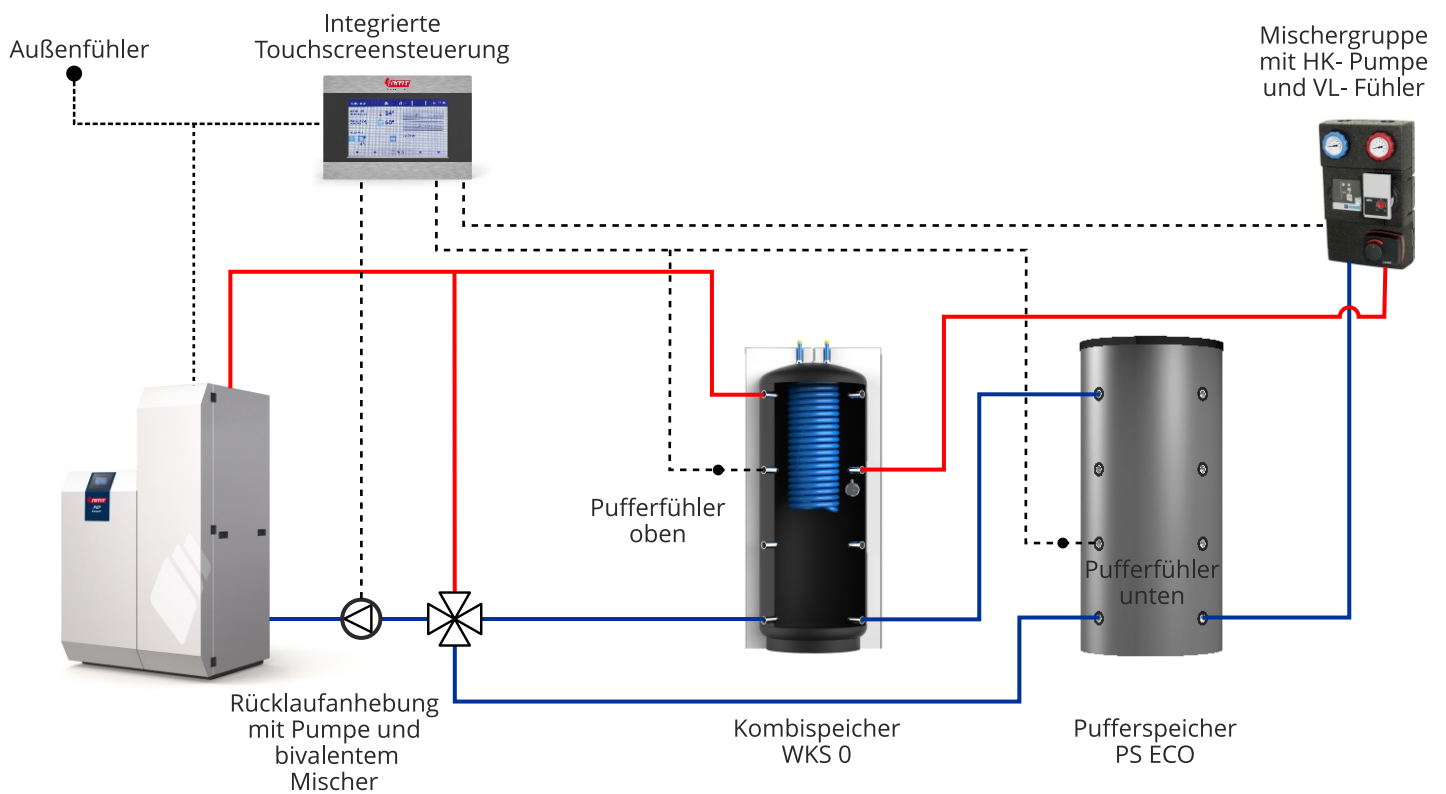 Integrierte
Touchscreensteuerung
Außenfühler
Mischergruppe
mit HK- Pumpe
und VL- Fühler
Pufferfühler
oben
Pufferfühler
unten
Rücklaufanhebung
mit Pumpe und
bivalentem
Mischer
Kombispeicher
WKS 0
Pufferspeicher
PS ECO